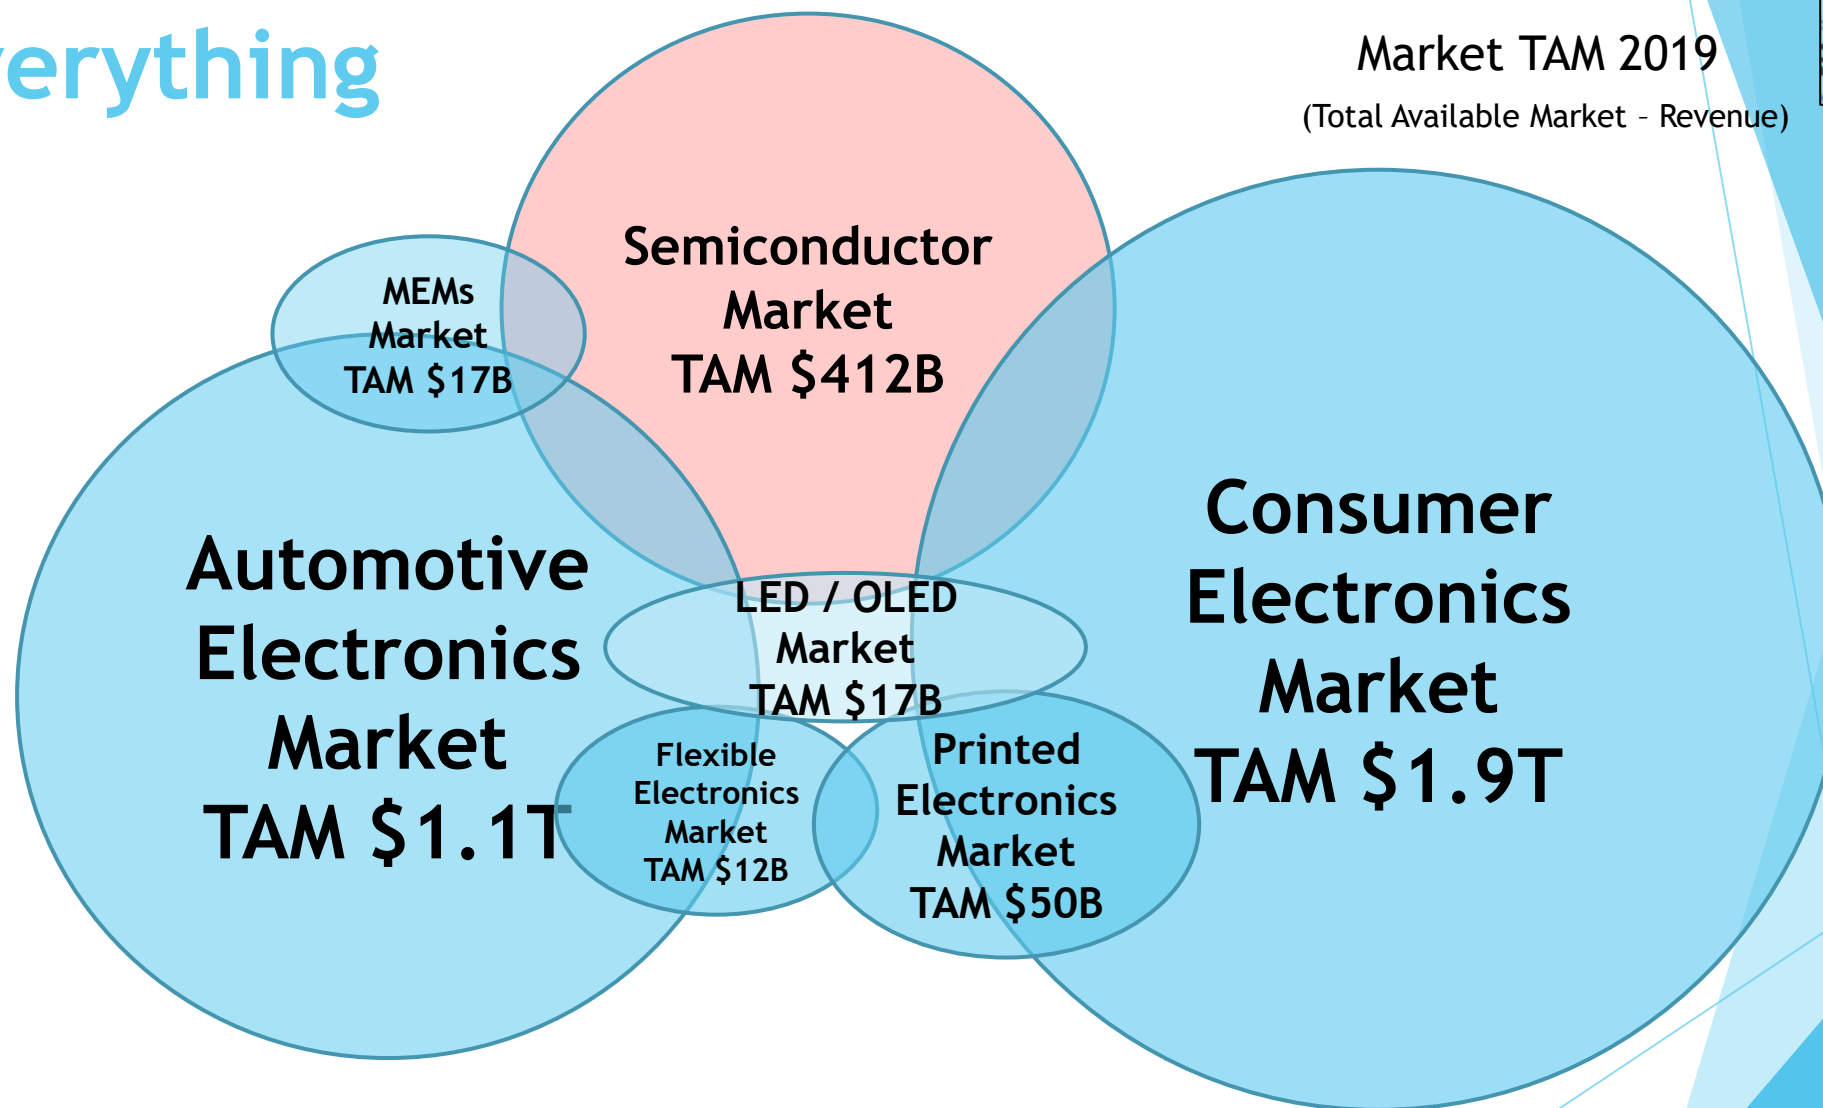 verything
Market TAM 2019
(Total Available Market – Revenue)
Semiconductor
Market
TAM $412B
MEMs
Market
TAM $17B
Automotive
Electronics
Market
TAM $1.1T
Consumer
Electronics
Market
TAM $1.9T
LED / OLED
Market
TAM $17B
Flexible
Electronics
Market
TAM $12B
Printed
Electronics
Market
TAM $50B